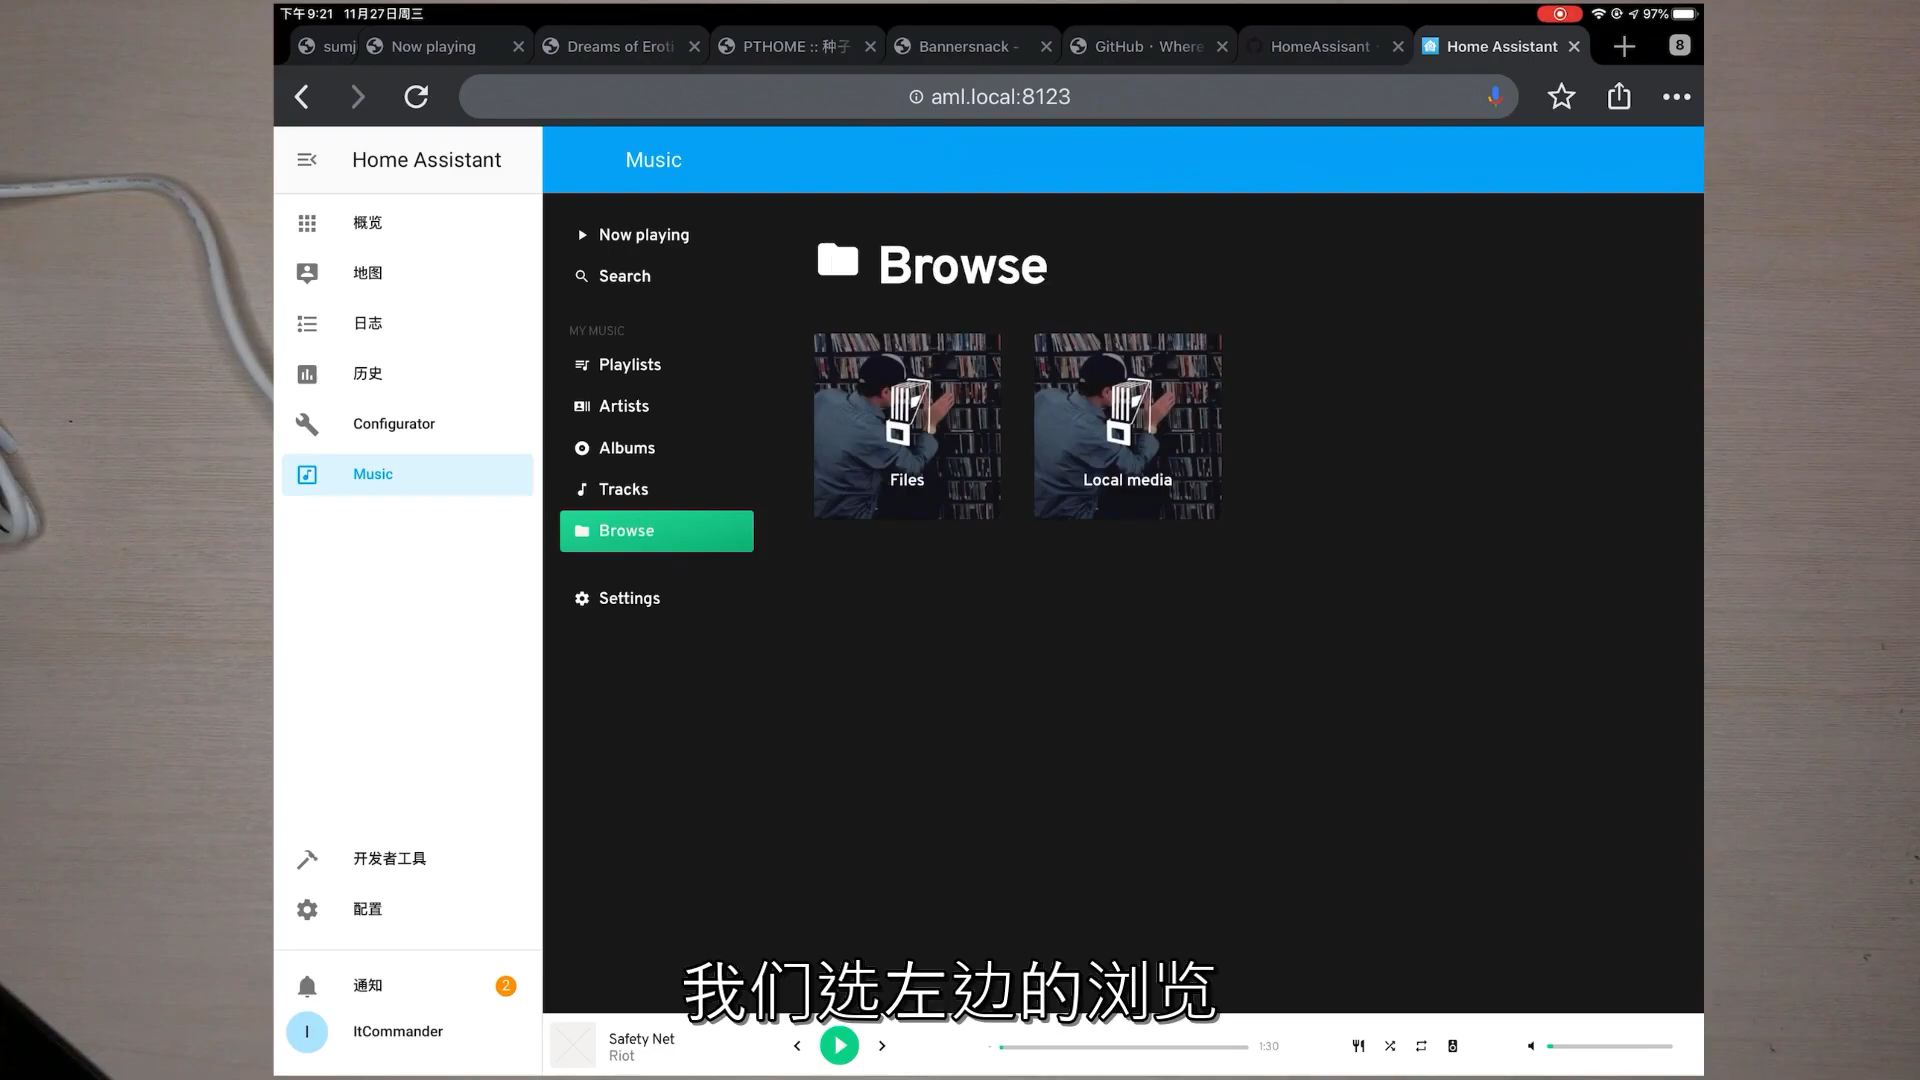 下午9:21 11月27日周三
97%
sumj
Now playing
Dreams of Eroti
PTHOME :: 种子
Bannersnack -
GitHub · Where
HomeAssisant
Home Assistant
8
aml.local:8123
Home Assistant
Music
概览
地图
日志
历史
Configurator
Music
开发者工具
配置
通知
2
I
ItCommander
Now playing
Search
MY MUSIC
Playlists
Artists
Albums
Tracks
Browse
Settings
Browse
Files
Local media
我们选左边的浏览
Safety Net
Riot
-
1:30